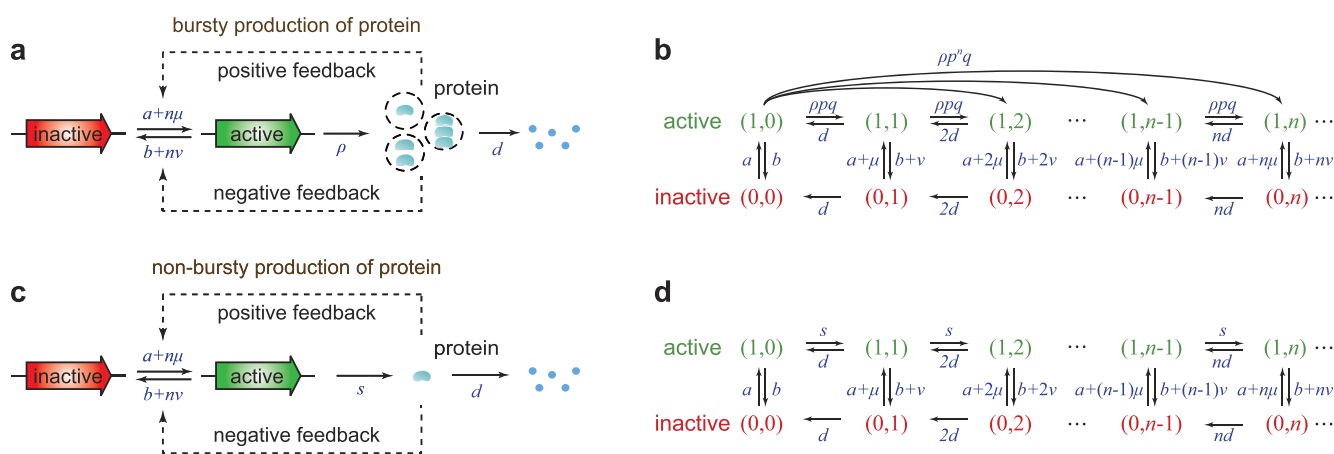 bursty production of protein
a
positive feedback
protein
inactive
a+nμ
b+nν
active
ρ
d
negative feedback
b
ρpⁿq
active (1,0) ρpq (1,1) ρpq (1,2) ⋯ (1,n-1) ρpq (1,n) ⋯
d 2d nd
a b a+μ b+ν a+2μ b+2ν a+(n-1)μ b+(n-1)ν a+nμ b+nν
inactive (0,0) (0,1) (0,2) ⋯ (0,n-1) (0,n) ⋯
d 2d nd
non-bursty production of protein
c
positive feedback
protein
inactive
a+nμ
b+nν
active
s
d
negative feedback
d
s s s
active (1,0) (1,1) (1,2) ⋯ (1,n-1) (1,n) ⋯
d 2d nd
a b a+μ b+ν a+2μ b+2ν a+(n-1)μ b+(n-1)ν a+nμ b+nν
inactive (0,0) (0,1) (0,2) ⋯ (0,n-1) (0,n) ⋯
d 2d nd